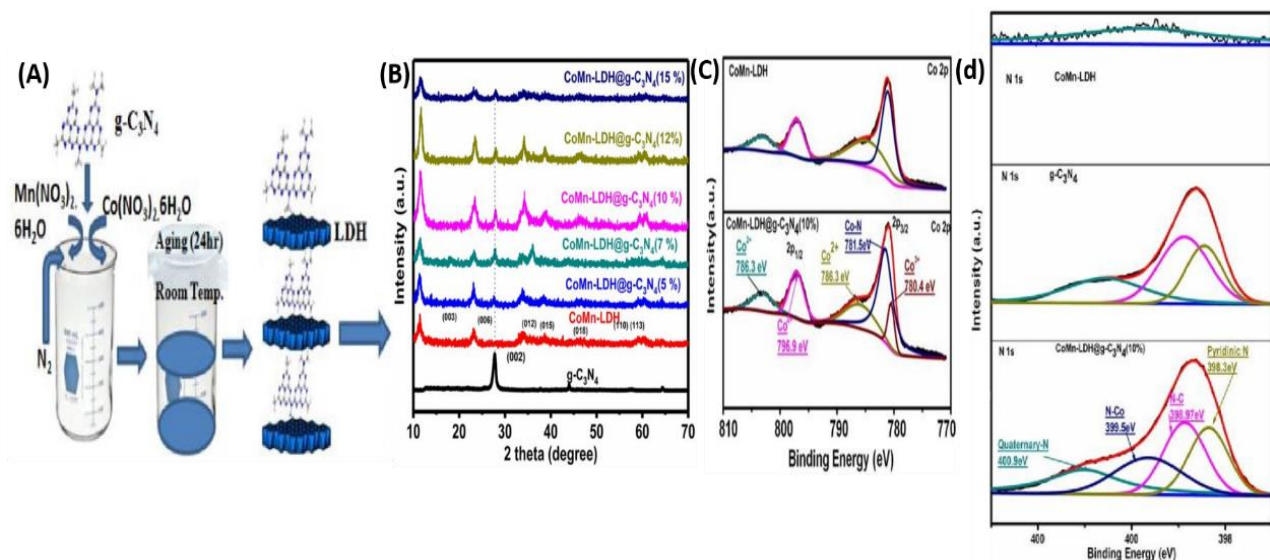 (A)
g-C3N4
Mn(NO3)2.
6H2O
Co(NO3)2.6H2O
N2
Aging (24hr)
Room Temp.
LDH
(B)
Intensity (a.u.)
CoMn-LDH@g-C3N4(15 %)
CoMn-LDH@g-C3N4(12%)
CoMn-LDH@g-C3N4(10 %)
CoMn-LDH@g-C3N4(7 %)
CoMn-LDH@g-C3N4(5 %)
CoMn-LDH
(003) (006) (012) (015) (018) (110) (113)
(002)
g-C3N4
10 20 30 40 50 60 70
2 theta (degree)
(C)
Intensity(a.u.)
CoMn-LDH Co 2p
CoMn-LDH@g-C3N4(10%) Co 2p
2p3/2
2p1/2
Co-N
781.5eV
Co2+
786.3 eV
Co2+
786.3 eV
780.4 eV
796.9 eV
810 800 790 780 770
Binding Energy (eV)
(d)
N 1s CoMn-LDH
N 1s g-C3N4
N 1s CoMn-LDH@g-C3N4(10%)
Pyridinic N
398.3eV
N-C
398.97eV
N-Co
399.5eV
Quaternary-N
400.9eV
400 400 398
Binding Energy (eV)